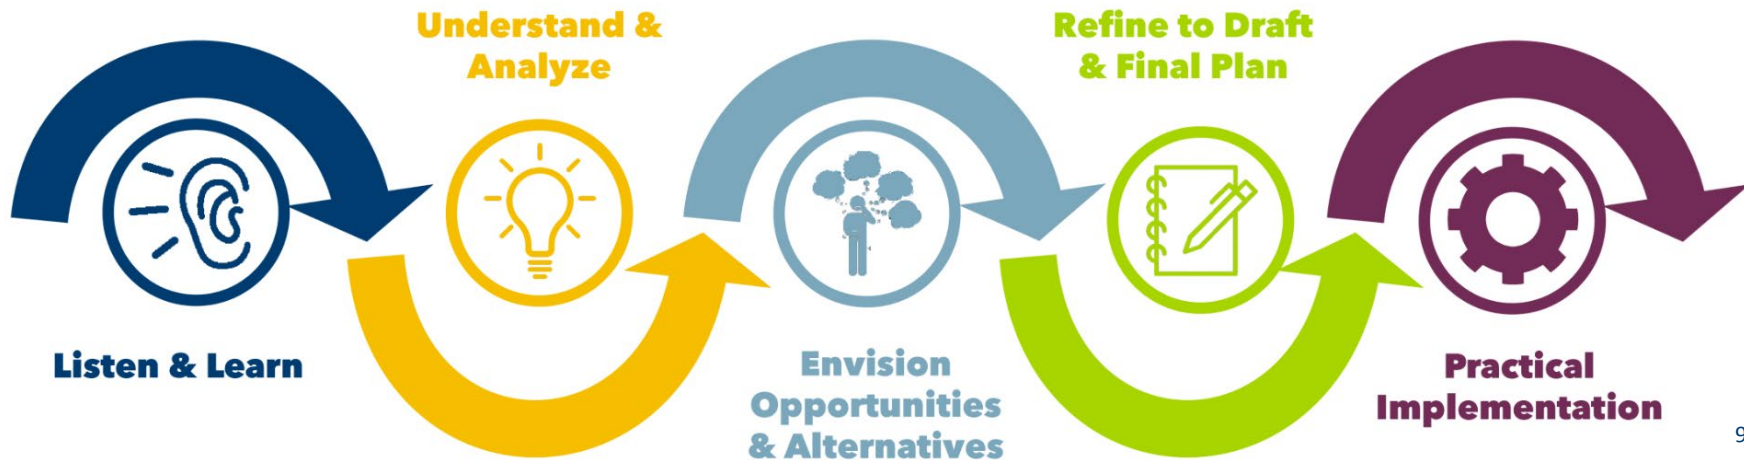 Listen & Learn
Understand &
Analyze
Envision
Opportunities
& Alternatives
Refine to Draft
& Final Plan
Practical
Implementation
9